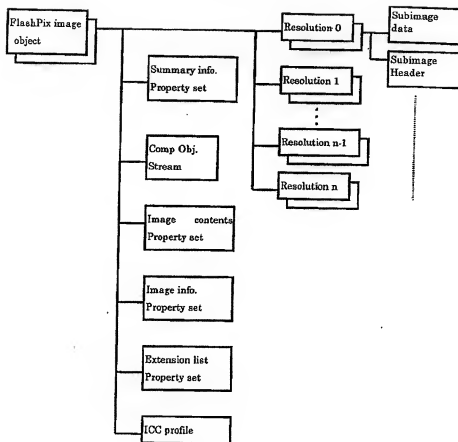 FlashPix image
object
Resolution 0
Subimage
data
Subimage
Header
Summary info.
Property set
Resolution 1
Comp Obj.
Stream
Resolution n-1
Resolution n
Image contents
Property set
Image info.
Property set
Extension list
Property set
ICC profile